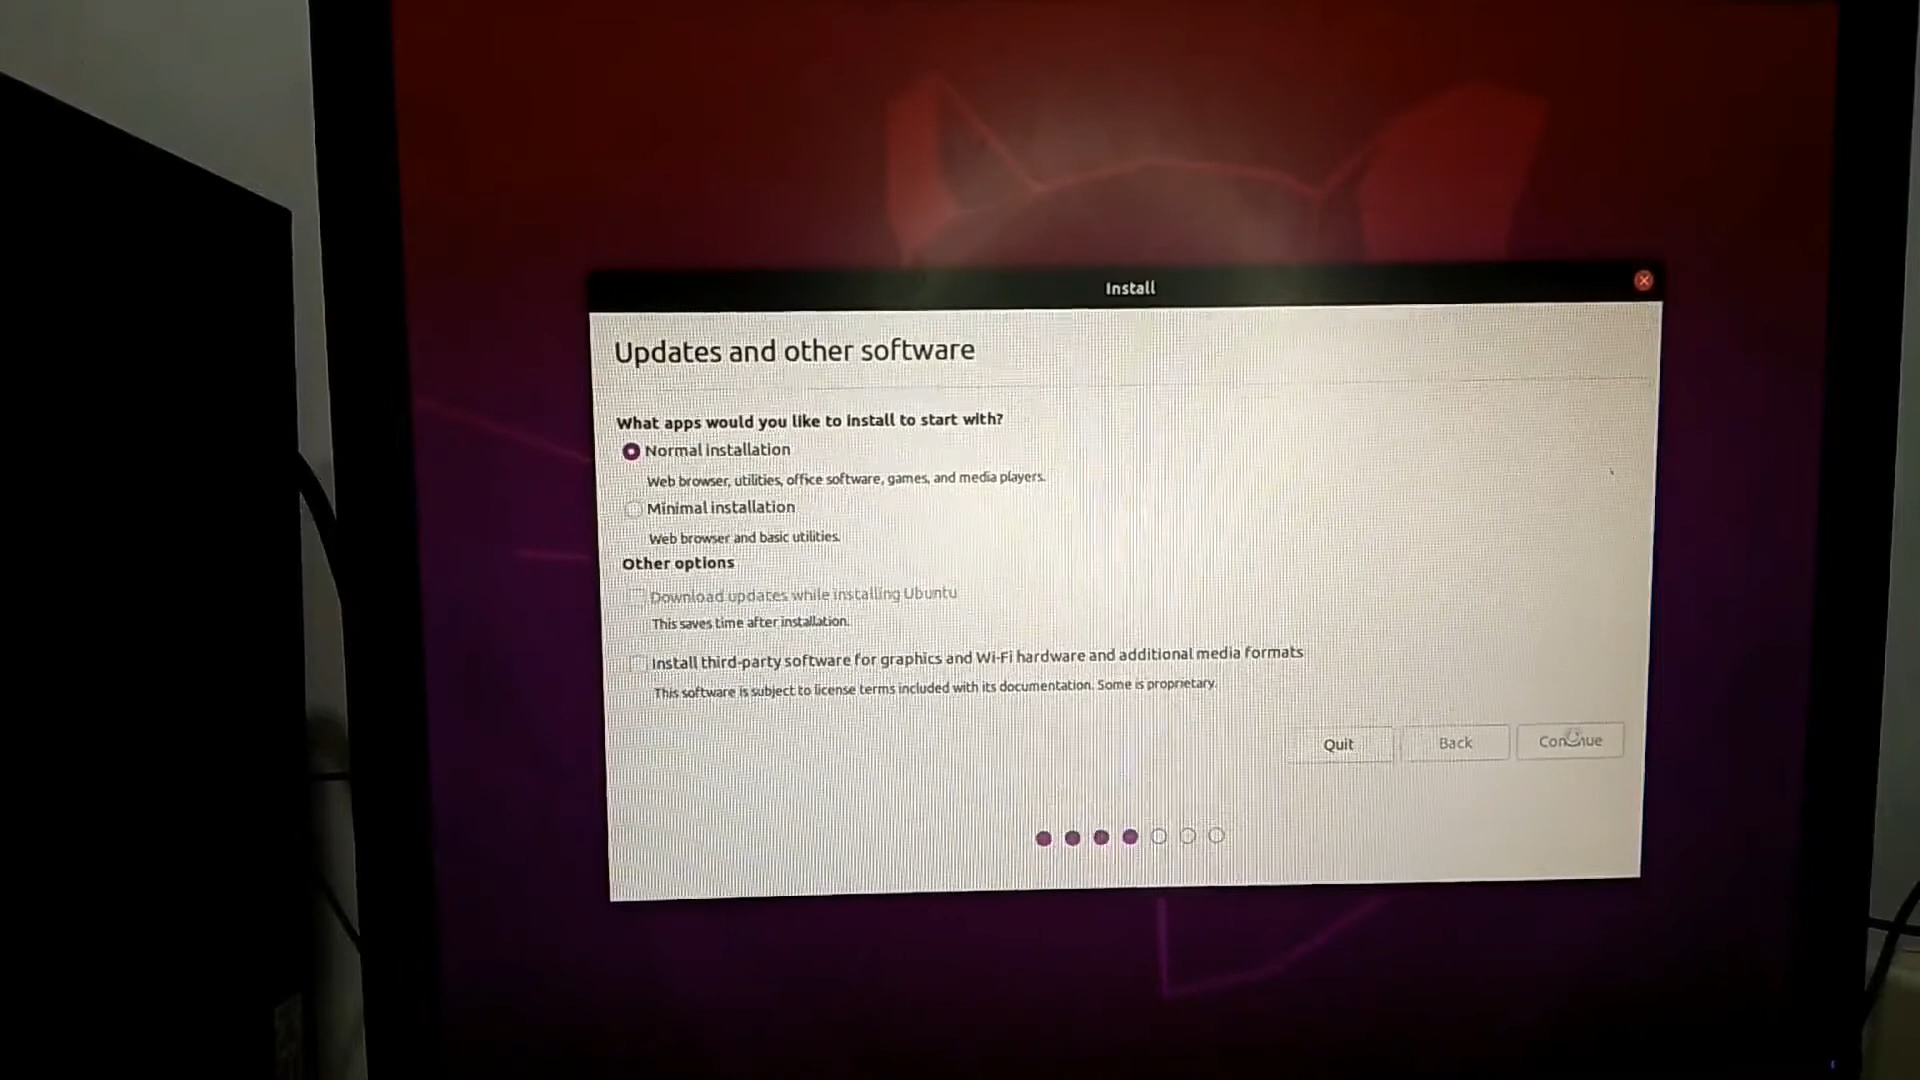 Install
Updates and other software
What apps would you like to install to start with?
Normal installation
Web browser, utilities, office software, games, and media players.
Minimal installation
Web browser and basic utilities.
Other options
Download updates while installing Ubuntu
This saves time after installation.
Install third-party software for graphics and Wi-Fi hardware and additional media formats
This software is subject to license terms included with its documentation. Some is proprietary.
Quit
Back
Continue